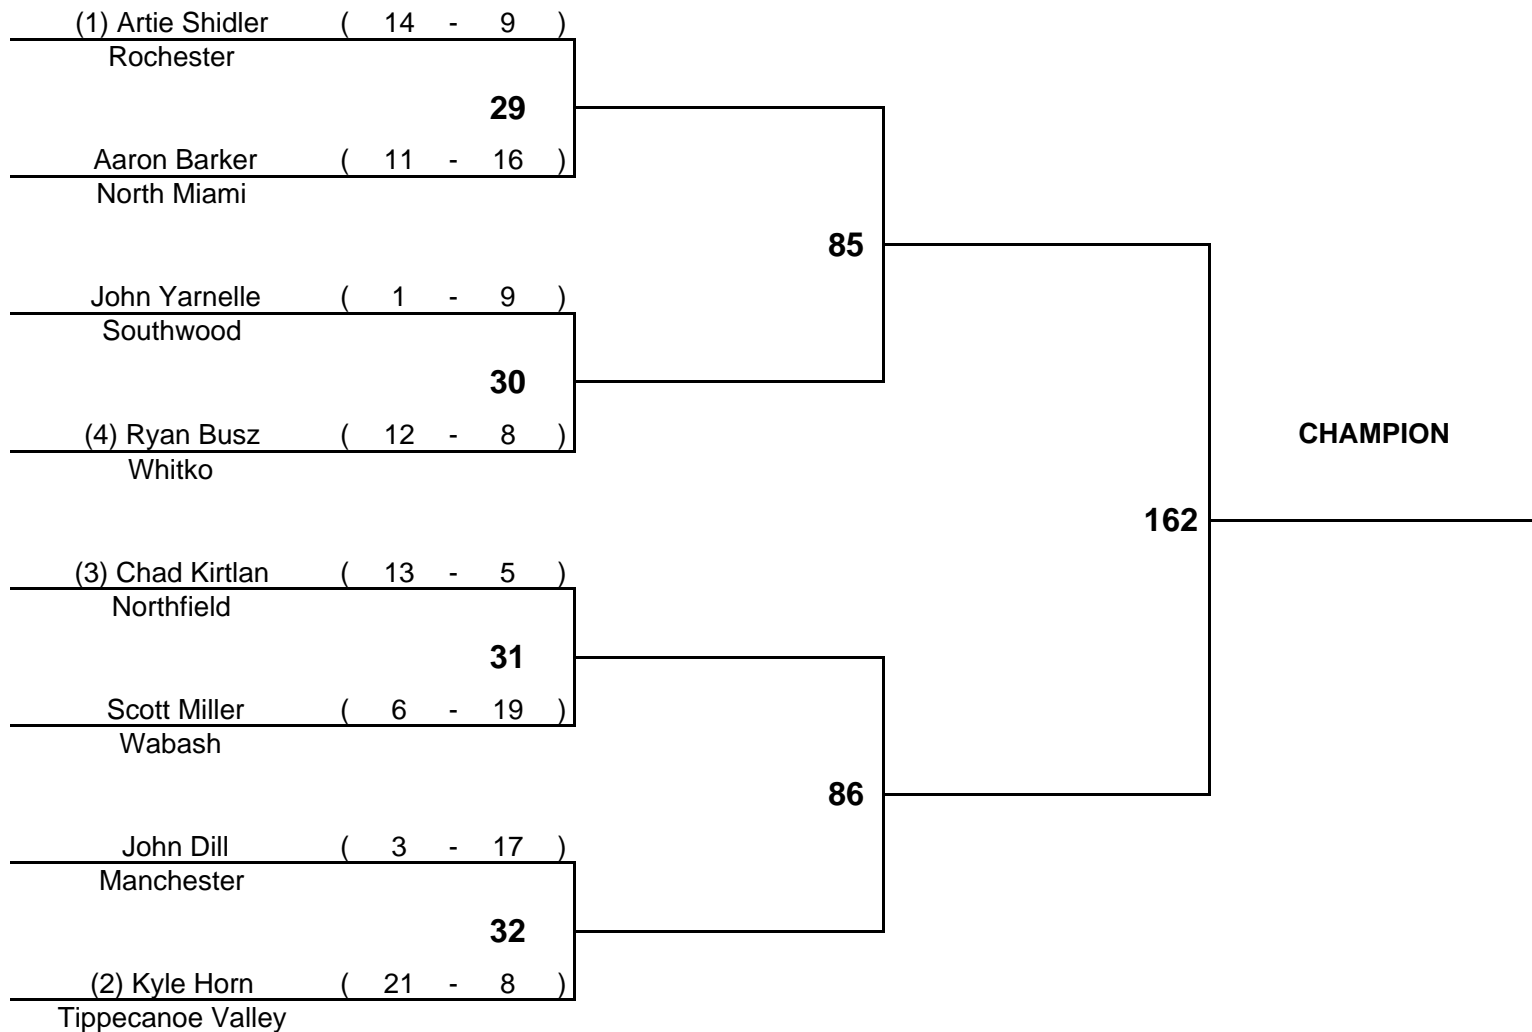 (1) Artie Shidler ( 14 - 9 )
Rochester
29
Aaron Barker ( 11 - 16 )
North Miami
85
John Yarnelle ( 1 - 9 )
Southwood
30
(4) Ryan Busz ( 12 - 8 )
Whitko
CHAMPION
162
(3) Chad Kirtlan ( 13 - 5 )
Northfield
31
Scott Miller ( 6 - 19 )
Wabash
86
John Dill ( 3 - 17 )
Manchester
32
(2) Kyle Horn ( 21 - 8 )
Tippecanoe Valley